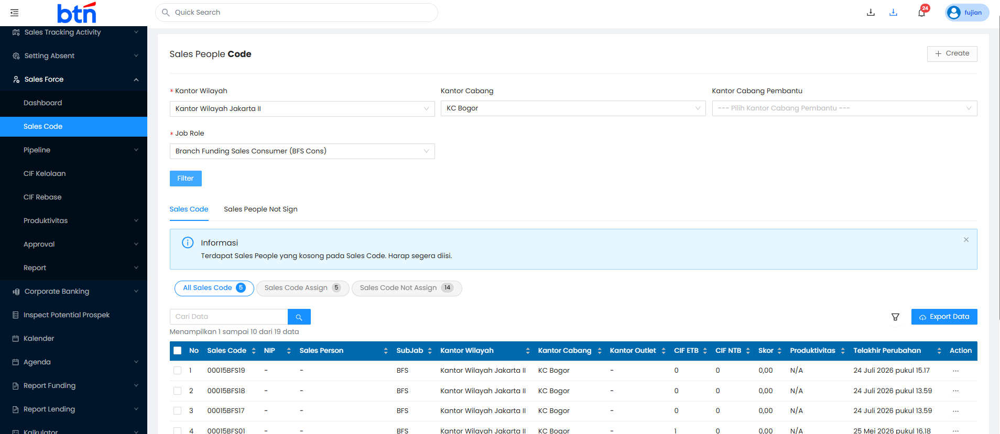 btn
Quick Search
24
fujian
Sales Tracking Activity
Setting Absent
Sales Force
Dashboard
Sales Code
Pipeline
CIF Kelolaan
CIF Rebase
Produktivitas
Approval
Report
Corporate Banking
Inspect Potential Prospek
Kalender
Agenda
Report Funding
Report Lending
Kalkulator
Sales People Code
Create
* Kantor Wilayah
Kantor Cabang
Kantor Cabang Pembantu
Kantor Wilayah Jakarta II
KC Bogor
--- Pilih Kantor Cabang Pembantu ---
* Job Role
Branch Funding Sales Consumer (BFS Cons)
Filter
Sales Code
Sales People Not Sign
Informasi
Terdapat Sales People yang kosong pada Sales Code. Harap segera diisi.
All Sales Code 5
Sales Code Assign 5
Sales Code Not Assign 14
Cari Data
Export Data
Menampilkan 1 sampai 10 dari 19 data
No Sales Code NIP Sales Person SubJab Kantor Wilayah Kantor Cabang Kantor Outlet CIF ETB CIF NTB Skor Produktivitas Telakhir Perubahan Action
1 00015BFS19 - - BFS Kantor Wilayah Jakarta II KC Bogor - 0 0 0,00 N/A 24 Juli 2026 pukul 15.17 ...
2 00015BFS18 - - BFS Kantor Wilayah Jakarta II KC Bogor - 0 0 0,00 N/A 24 Juli 2026 pukul 13.59 ...
3 00015BFS17 - - BFS Kantor Wilayah Jakarta II KC Bogor - 0 0 0,00 N/A 24 Juli 2026 pukul 13.59 ...
4 00015BFS01 - - BFS Kantor Wilayah Jakarta II KC Bogor - 1 0 0,00 N/A 25 Mei 2026 pukul 16.18 ...